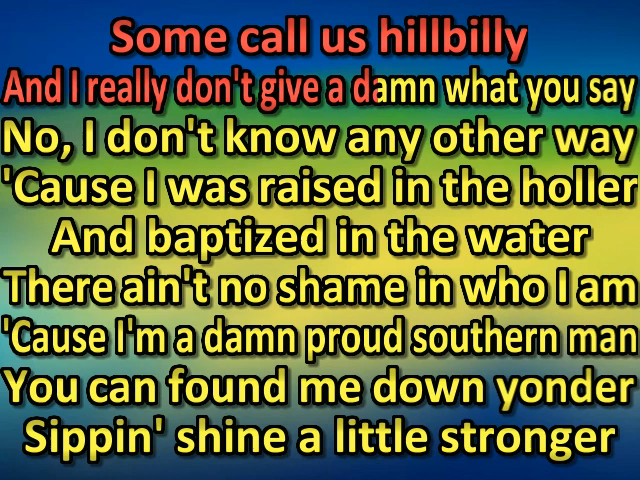 Some call us hillbilly
And I really don't give a damn what you say
No, I don't know any other way
'Cause I was raised in the holler
And baptized in the water
There ain't no shame in who I am
'Cause I'm a damn proud southern man
You can found me down yonder
Sippin' shine a little stronger